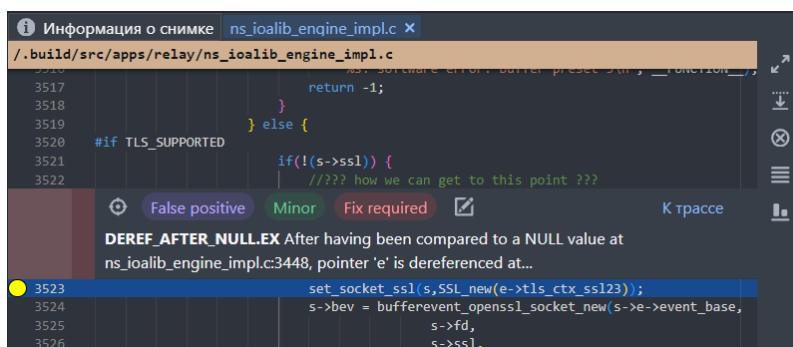 Информация о снимке ns_ioalib_engine_impl.c ×
/.build/src/apps/relay/ns_ioalib_engine_impl.c
3517 return -1;
3518 }
3519 } else {
3520 #if TLS_SUPPORTED
3521 if(!(s->ssl)) {
3522 //??? how we can get to this point ???
False positive Minor Fix required К трассе
DEREF_AFTER_NULL.EX After having been compared to a NULL value at
ns_ioalib_engine_impl.c:3448, pointer 'e' is dereferenced at...
3523 set_socket_ssl(s,SSL_new(e->tls_ctx_ssl23));
3524 s->bev = bufferevent_openssl_socket_new(s->e->event_base,
3525 s->fd,
3526 s->ssl,